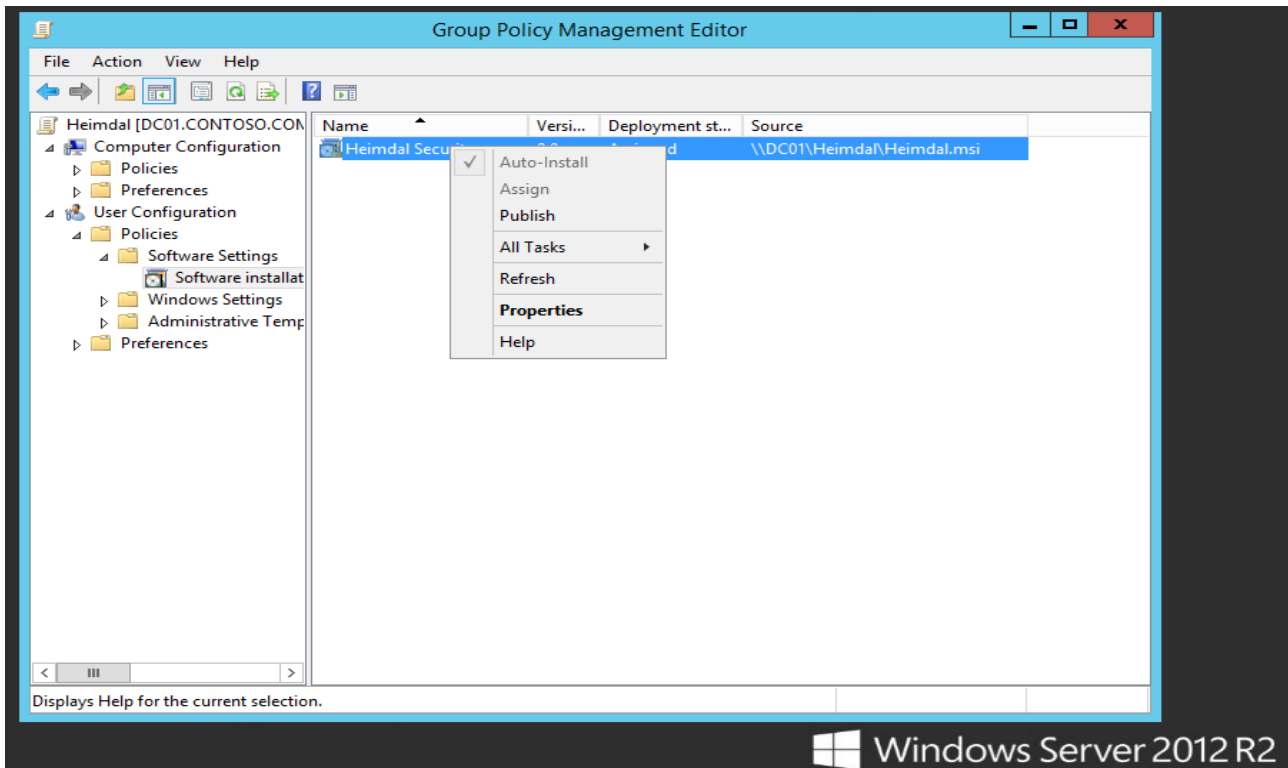 Group Policy Management Editor
File Action View Help
Heimdal [DC01.CONTOSO.CON
Computer Configuration
Policies
Preferences
User Configuration
Policies
Software Settings
Software installat
Windows Settings
Administrative Temp
Preferences
Name Versi... Deployment st... Source
Heimdal Secu \\DC01\Heimdal\Heimdal.msi
Auto-Install
Assign
Publish
All Tasks
Refresh
Properties
Help
Displays Help for the current selection.
Windows Server 2012 R2